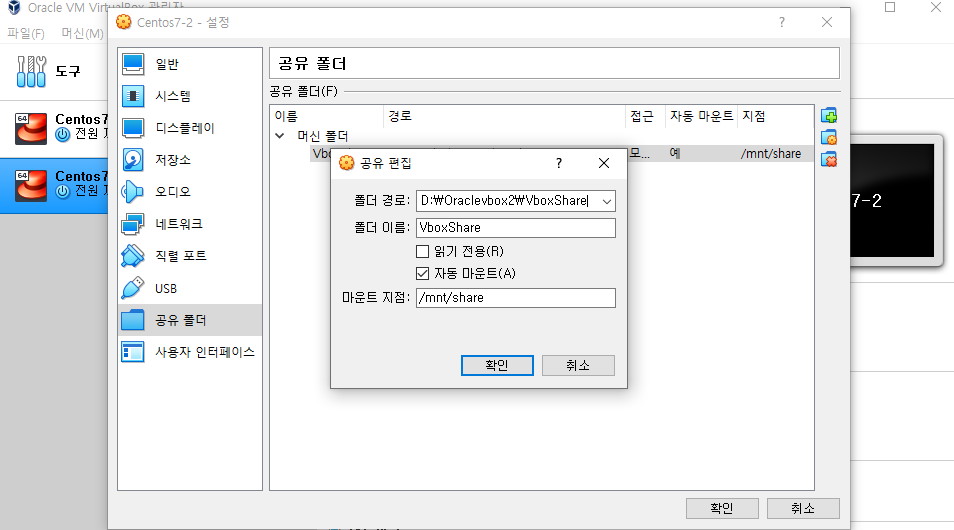 Oracle VM VirtualBox 관리자
Centos7-2 - 설정
파일(F) 머신(M)
도구
64
Centos7
전원
64
Centos7
전원
일반
시스템
디스플레이
저장소
오디오
네트워크
직렬 포트
USB
공유 폴더
사용자 인터페이스
공유 폴더
공유 폴더(F)
이름 경로 접근 자동 마운트 지점
머신 폴더
모... 예 /mnt/share
공유 편집
폴더 경로: D:\Oraclevbox2\VboxShare
폴더 이름: VboxShare
읽기 전용(R)
자동 마운트(A)
마운트 지점: /mnt/share
확인 취소
7-2
확인 취소